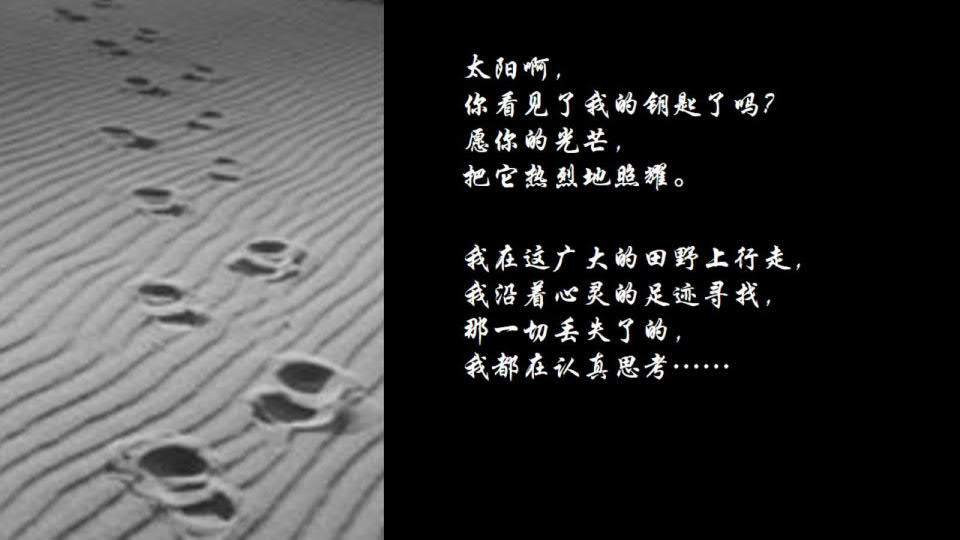 太阳啊，
你看见了我的钥匙了吗？
愿你的光芒，
把它热烈地照耀。
我在这广大的田野上行走，
我沿着心灵的足迹寻找，
那一切丢失了的，
我都在认真思考……